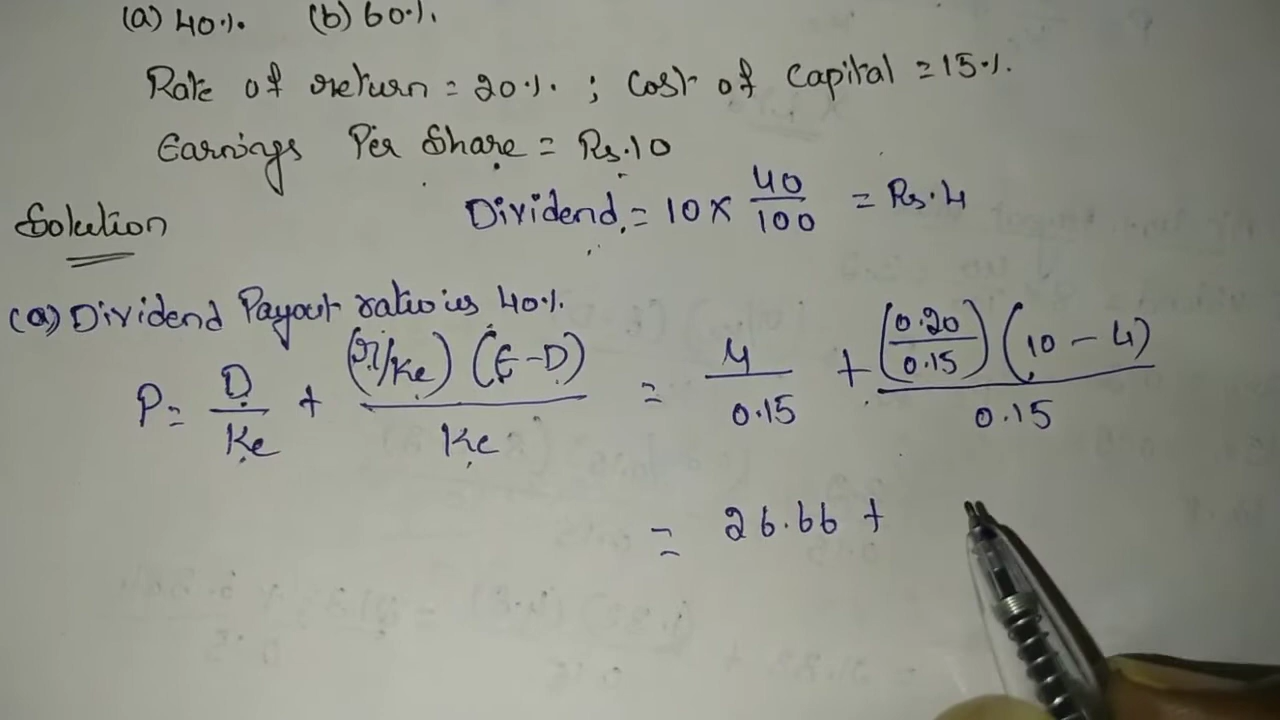 (a) 40%. (b) 60%.
Rate of return = 20%. ; Cost of Capital = 15%.
Earnings Per Share = Rs.10
Solution
Dividend = 10 × 40/100 = Rs.4
(a) Dividend Payout ratio is 40%.
P = D/Ke + (r/Ke) (E-D)/Ke = 4/0.15 + (0.20/0.15) (10 - 4)/0.15
= 26.66 +